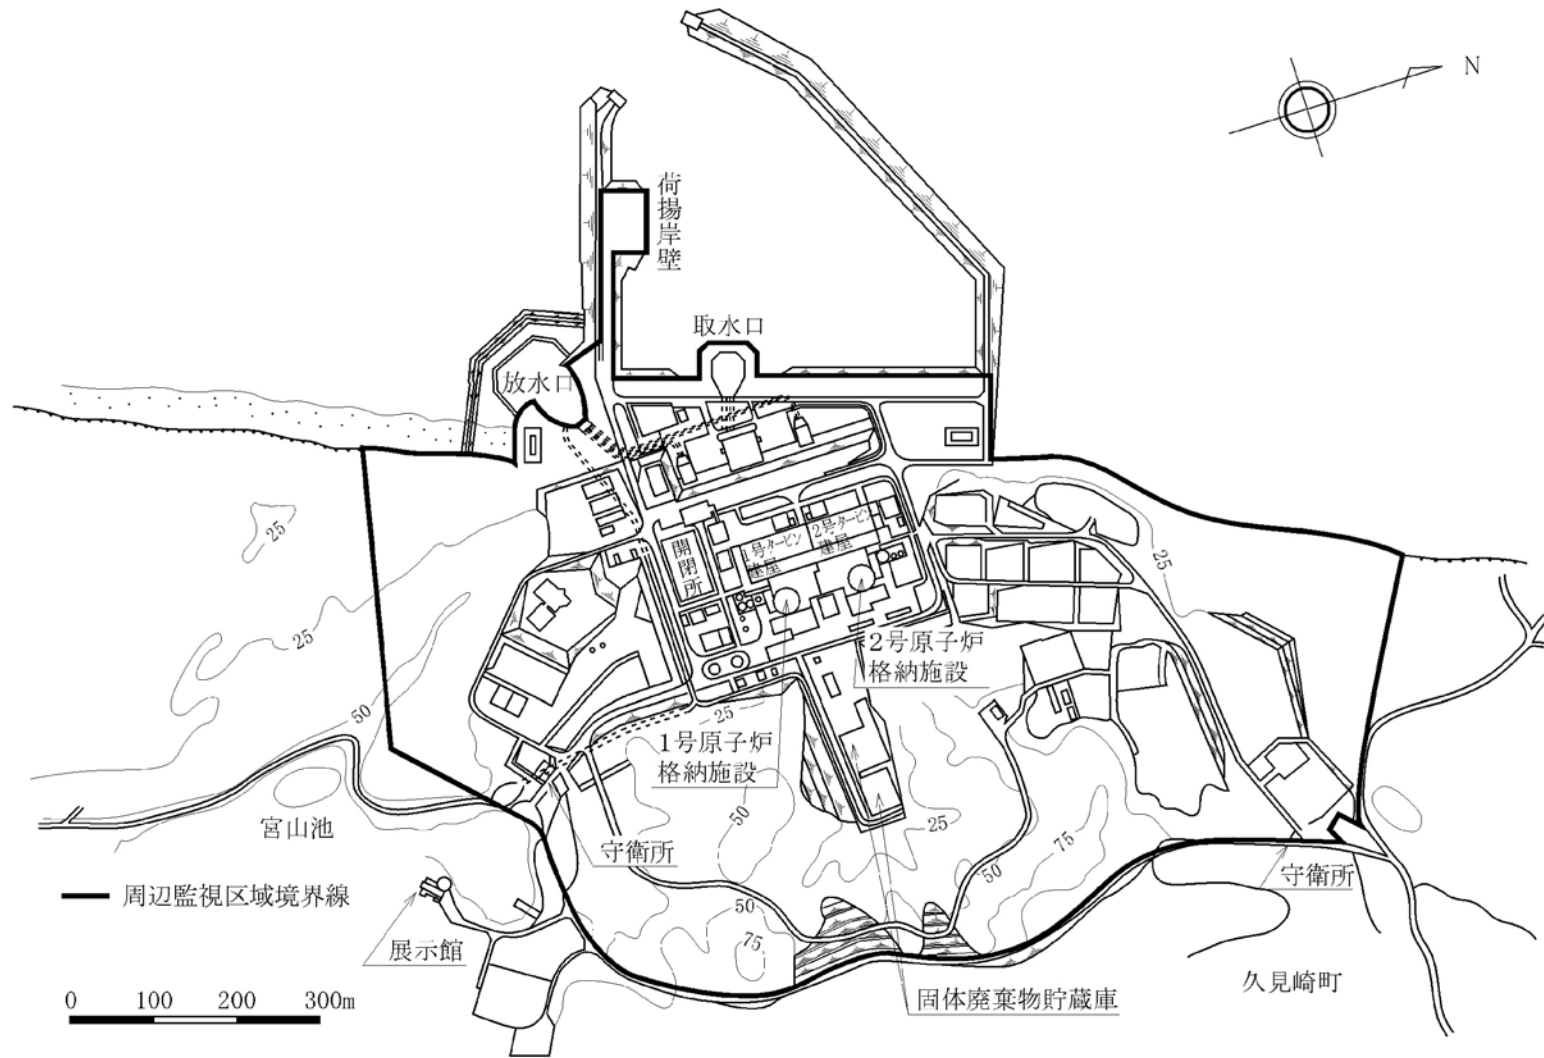 N
荷揚岸壁
取水口
放水口
25
1号タービン
建屋
2号タービン
建屋
開閉所
25
25
2号原子炉
格納施設
50
25
1号原子炉
格納施設
50
25
75
宮山池
守衛所
50
守衛所
周辺監視区域境界線
50
75
展示館
久見崎町
固体廃棄物貯蔵庫
0 100 200 300m